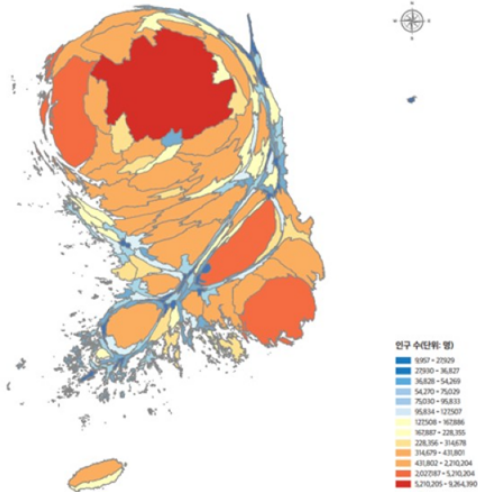 인구 수(단위: 명)
9,957 - 27,929
27,930 - 36,827
36,828 - 54,269
54,270 - 75,029
75,030 - 95,833
95,834 - 127,507
127,508 - 167,886
167,887 - 228,355
228,356 - 314,678
314,679 - 431,801
431,802 - 2,210,204
2,027,187 - 5,210,204
5,210,205 - 9,264,390